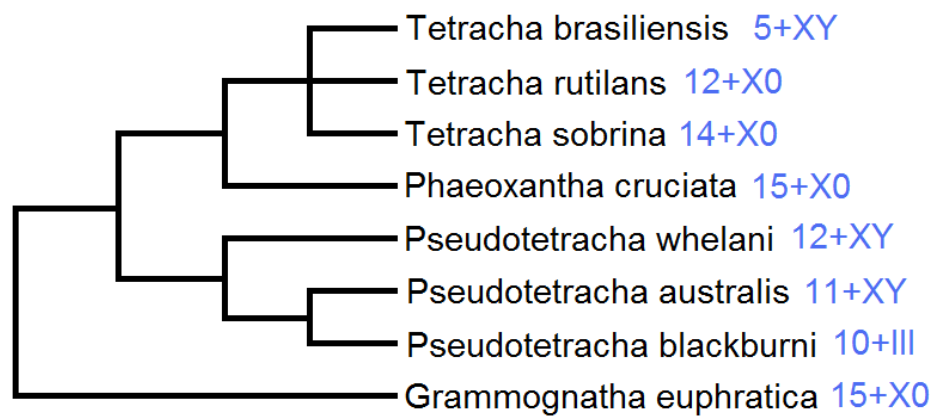 Tetracha brasiliensis 5+XY
Tetracha rutilans 12+X0
Tetracha sobrina 14+X0
Phaeoxantha cruciata 15+X0
Pseudotetracha whelani 12+XY
Pseudotetracha australis 11+XY
Pseudotetracha blackburni 10+III
Grammognatha euphratica 15+X0